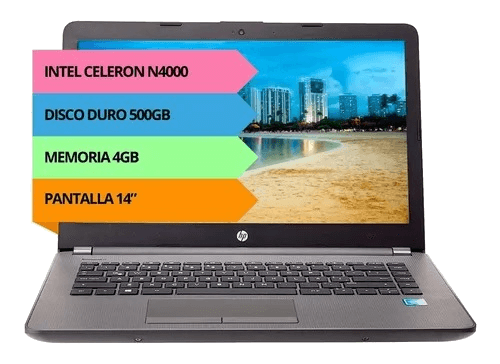 INTEL CELERON N4000
DISCO DURO 500GB
MEMORIA 4GB
PANTALLA 14”
hp